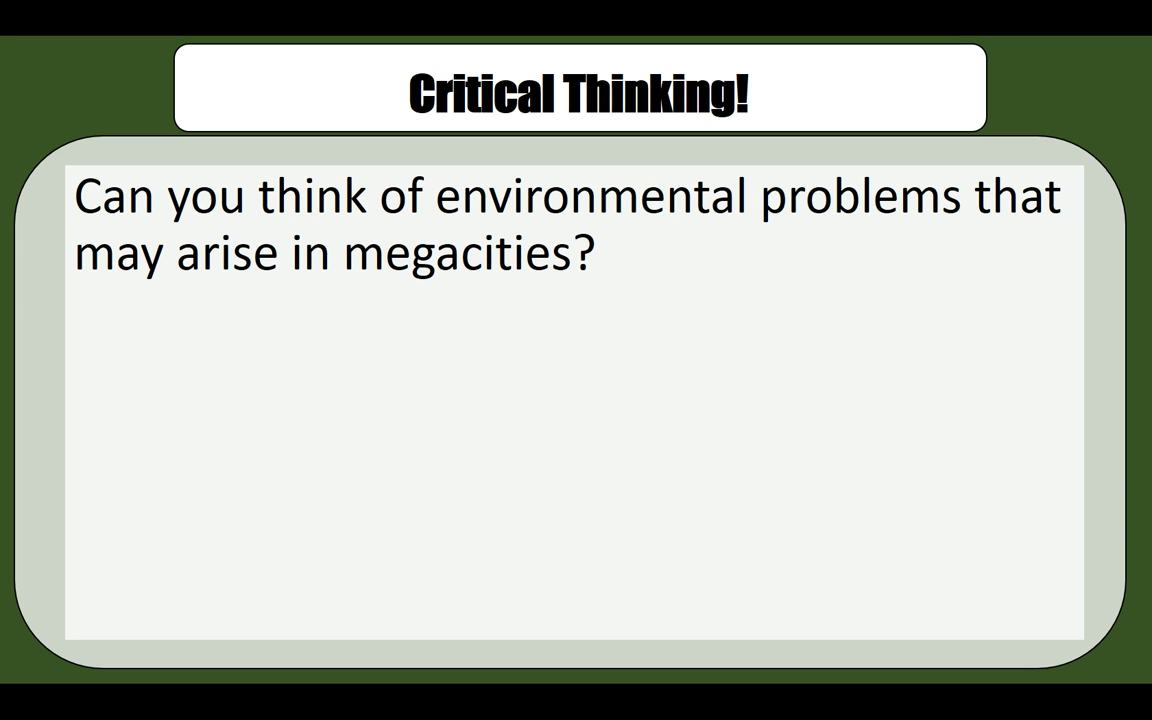 Critical Thinking!
Can you think of environmental problems that
may arise in megacities?